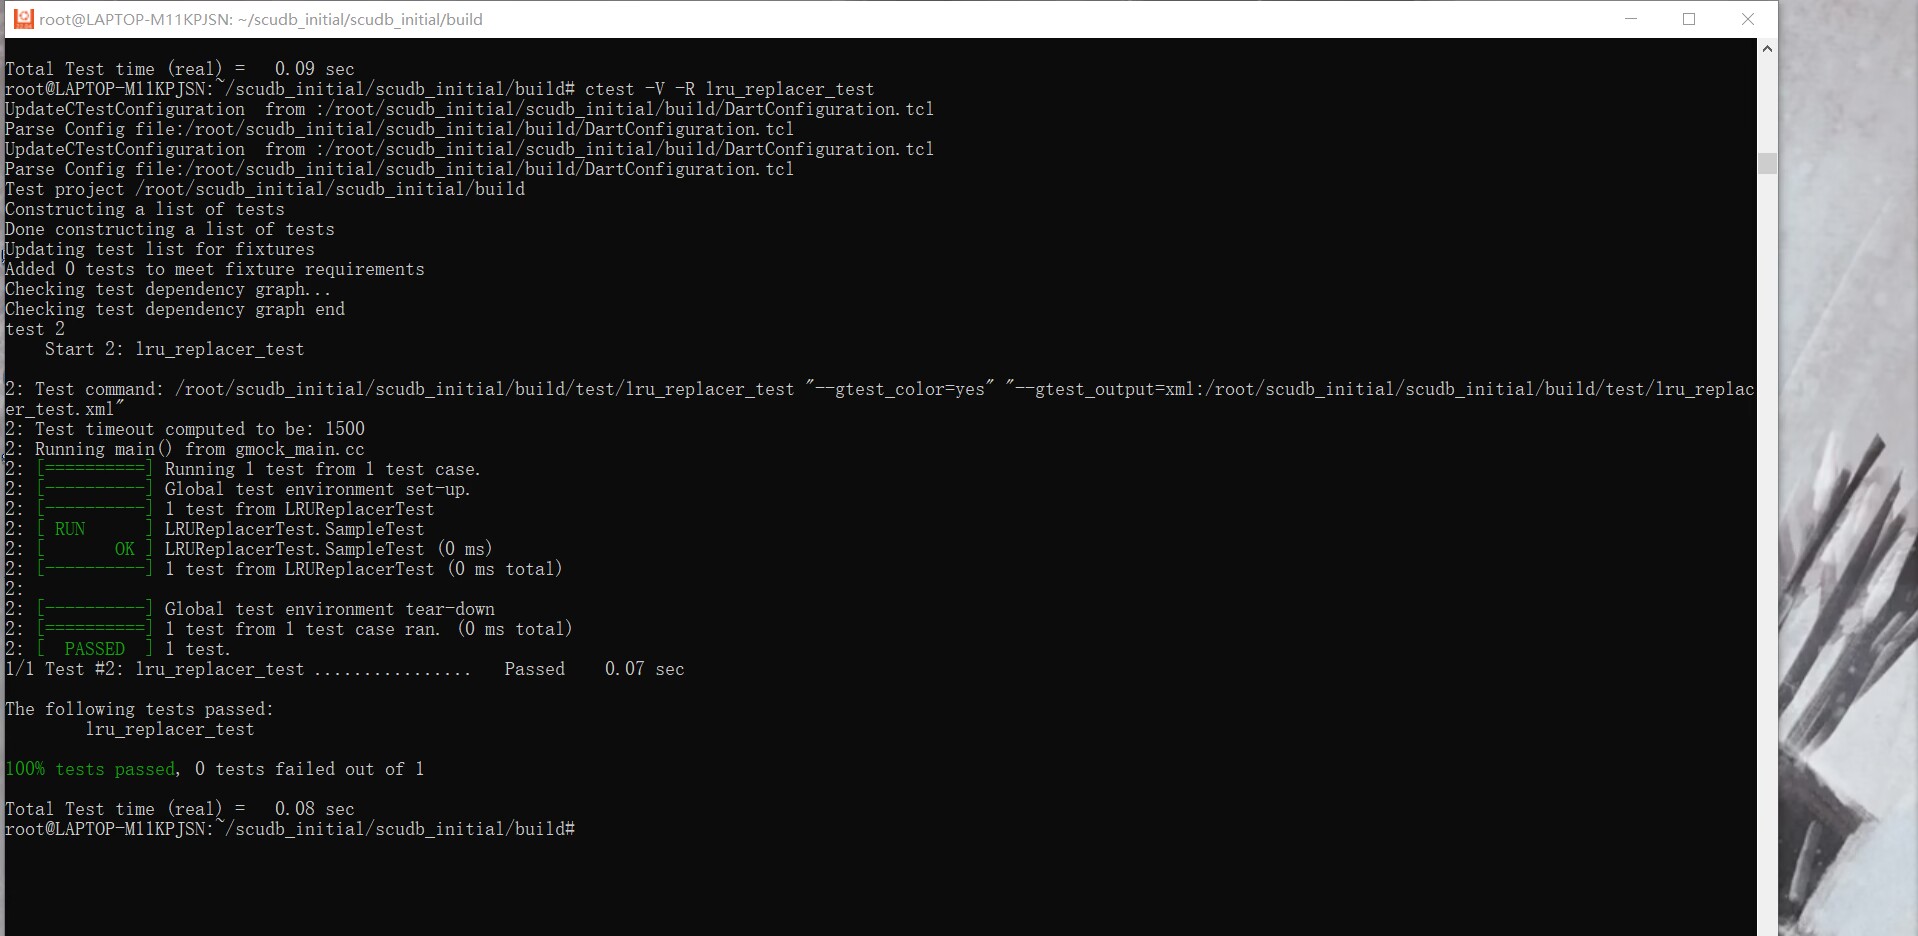 root@LAPTOP-M11KPJSN: ~/scudb_initial/scudb_initial/build
Total Test time (real) =   0.09 sec
root@LAPTOP-M11KPJSN:~/scudb_initial/scudb_initial/build# ctest -V -R lru_replacer_test
UpdateCTestConfiguration  from :/root/scudb_initial/scudb_initial/build/DartConfiguration.tcl
Parse Config file:/root/scudb_initial/scudb_initial/build/DartConfiguration.tcl
UpdateCTestConfiguration  from :/root/scudb_initial/scudb_initial/build/DartConfiguration.tcl
Parse Config file:/root/scudb_initial/scudb_initial/build/DartConfiguration.tcl
Test project /root/scudb_initial/scudb_initial/build
Constructing a list of tests
Done constructing a list of tests
Updating test list for fixtures
Added 0 tests to meet fixture requirements
Checking test dependency graph...
Checking test dependency graph end
test 2
    Start 2: lru_replacer_test
2: Test command: /root/scudb_initial/scudb_initial/build/test/lru_replacer_test "--gtest_color=yes" "--gtest_output=xml:/root/scudb_initial/scudb_initial/build/test/lru_replac
er_test.xml"
2: Test timeout computed to be: 1500
2: Running main() from gmock_main.cc
2: [==========] Running 1 test from 1 test case.
2: [----------] Global test environment set-up.
2: [----------] 1 test from LRUReplacerTest
2: [ RUN      ] LRUReplacerTest.SampleTest
2: [       OK ] LRUReplacerTest.SampleTest (0 ms)
2: [----------] 1 test from LRUReplacerTest (0 ms total)
2:
2: [----------] Global test environment tear-down
2: [==========] 1 test from 1 test case ran. (0 ms total)
2: [  PASSED  ] 1 test.
1/1 Test #2: lru_replacer_test ................   Passed    0.07 sec
The following tests passed:
        lru_replacer_test
100% tests passed, 0 tests failed out of 1
Total Test time (real) =   0.08 sec
root@LAPTOP-M11KPJSN:~/scudb_initial/scudb_initial/build#